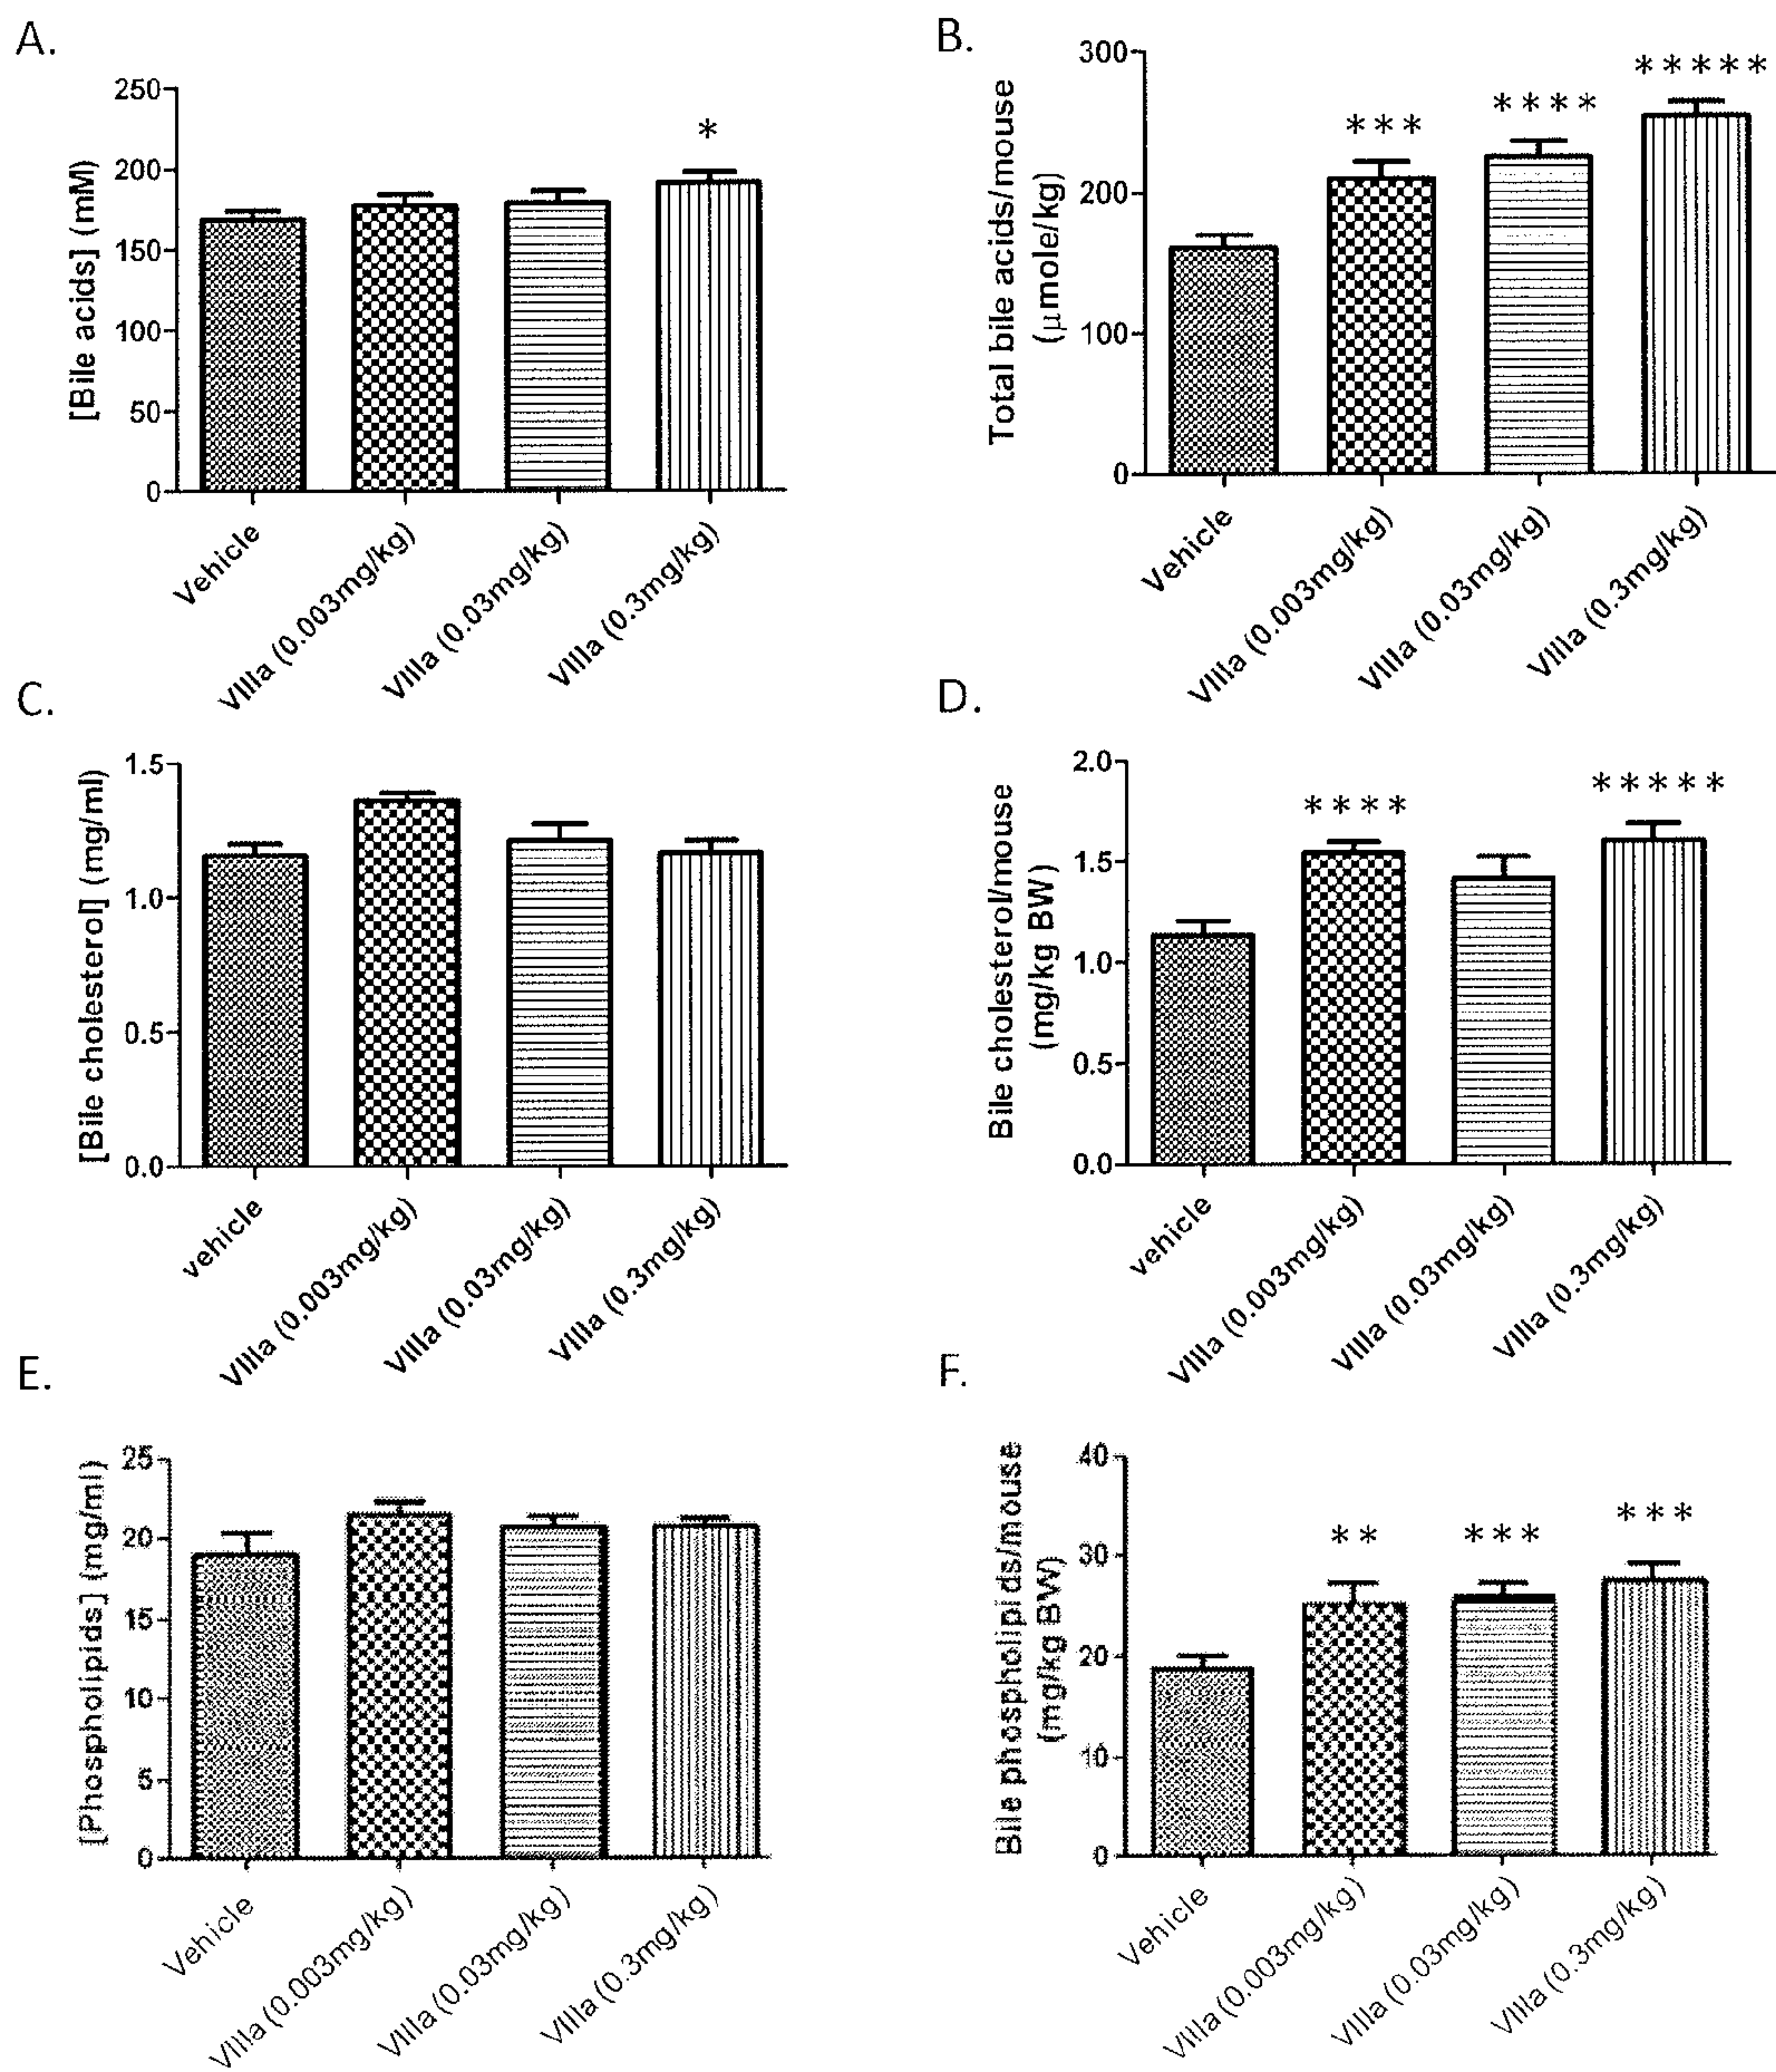 A.
[Bile acids] (mM)
250
200
150
100
50
0
*
Vehicle
VIIIa (0.003mg/kg)
VIIIa (0.03mg/kg)
VIIIa (0.3mg/kg)
B.
Total bile acids/mouse
(μmole/kg)
300
200
100
0
***
****
*****
Vehicle
VIIIa (0.003mg/kg)
VIIIa (0.03mg/kg)
VIIIa (0.3mg/kg)
C.
[Bile cholesterol] (mg/ml)
1.5
1.0
0.5
0.0
vehicle
VIIIa (0.003mg/kg)
VIIIa (0.03mg/kg)
VIIIa (0.3mg/kg)
D.
Bile cholesterol/mouse
(mg/kg BW)
2.0
1.5
1.0
0.5
0.0
****
*****
vehicle
VIIIa (0.003mg/kg)
VIIIa (0.03mg/kg)
VIIIa (0.3mg/kg)
E.
[Phospholipids] (mg/ml)
25
20
15
10
5
0
Vehicle
VIIIa (0.003mg/kg)
VIIIa (0.03mg/kg)
VIIIa (0.3mg/kg)
F.
Bile phospholipids/mouse
(mg/kg BW)
40
30
20
10
0
**
***
***
Vehicle
VIIIa (0.003mg/kg)
VIIIa (0.03mg/kg)
VIIIa (0.3mg/kg)